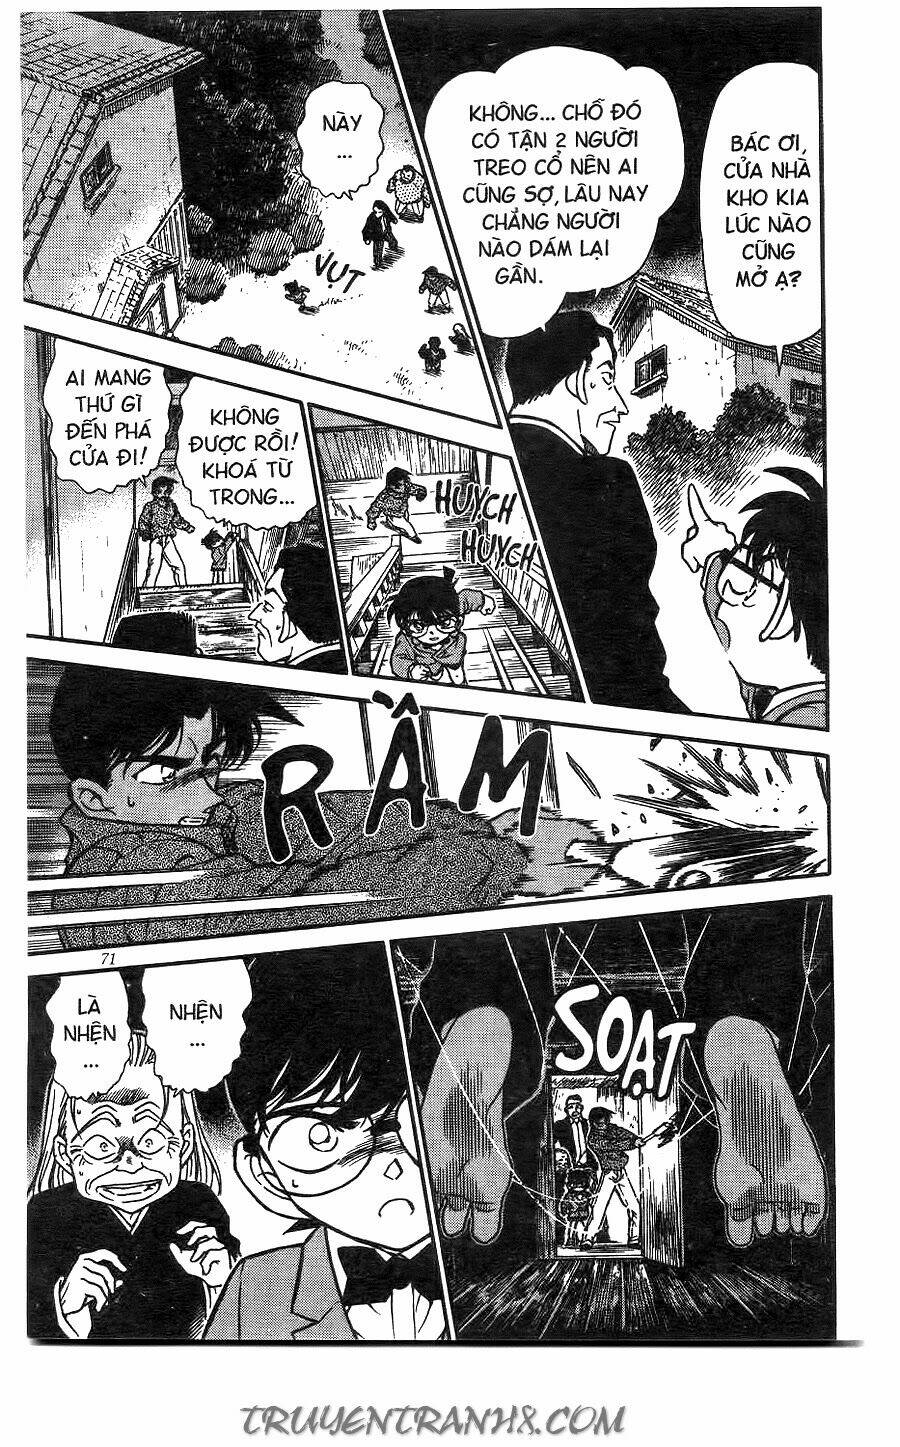 BÁC ƠI,
CỬA NHÀ
KHO KIA
LÚC NÀO
CŨNG
MỞ Ạ?
KHÔNG... CHỖ ĐÓ
CÓ TẬN 2 NGƯỜI
TREO CỔ NÊN AI
CŨNG SỢ, LÂU NAY
CHẲNG NGƯỜI
NÀO DÁM LẠI
GẦN.
NÀY
...
VỤT
HUỴCH
HUỴCH
KHÔNG
ĐƯỢC RỒI!
KHOÁ TỪ
TRONG...
AI MANG
THỨ GÌ
ĐẾN PHÁ
CỬA ĐI!
RẦM
71
SOẠT
NHỆN
...
LÀ
NHỆN
...
TRUYENTRANH8.COM